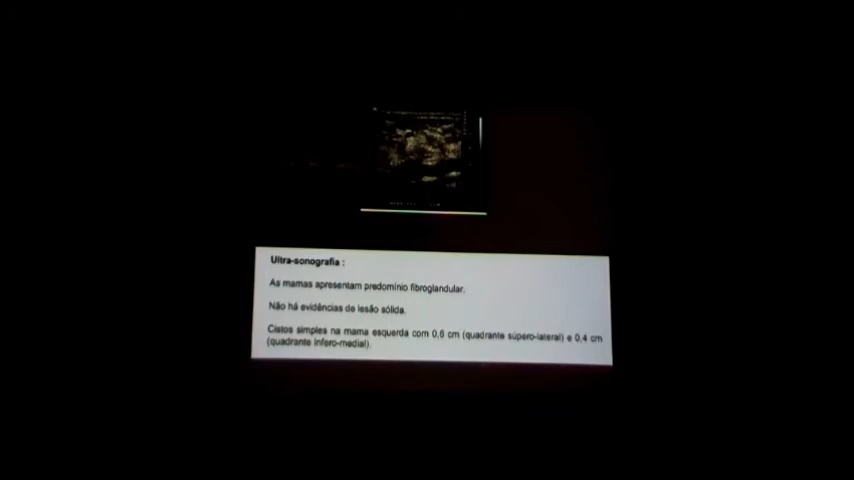 Ultra-sonografia :
As mamas apresentam predomínio fibroglandular.
Não há evidências de lesão sólida.
Cistos simples na mama esquerda com 0,6 cm (quadrante súpero-lateral) e 0,4 cm
(quadrante ínfero-medial).